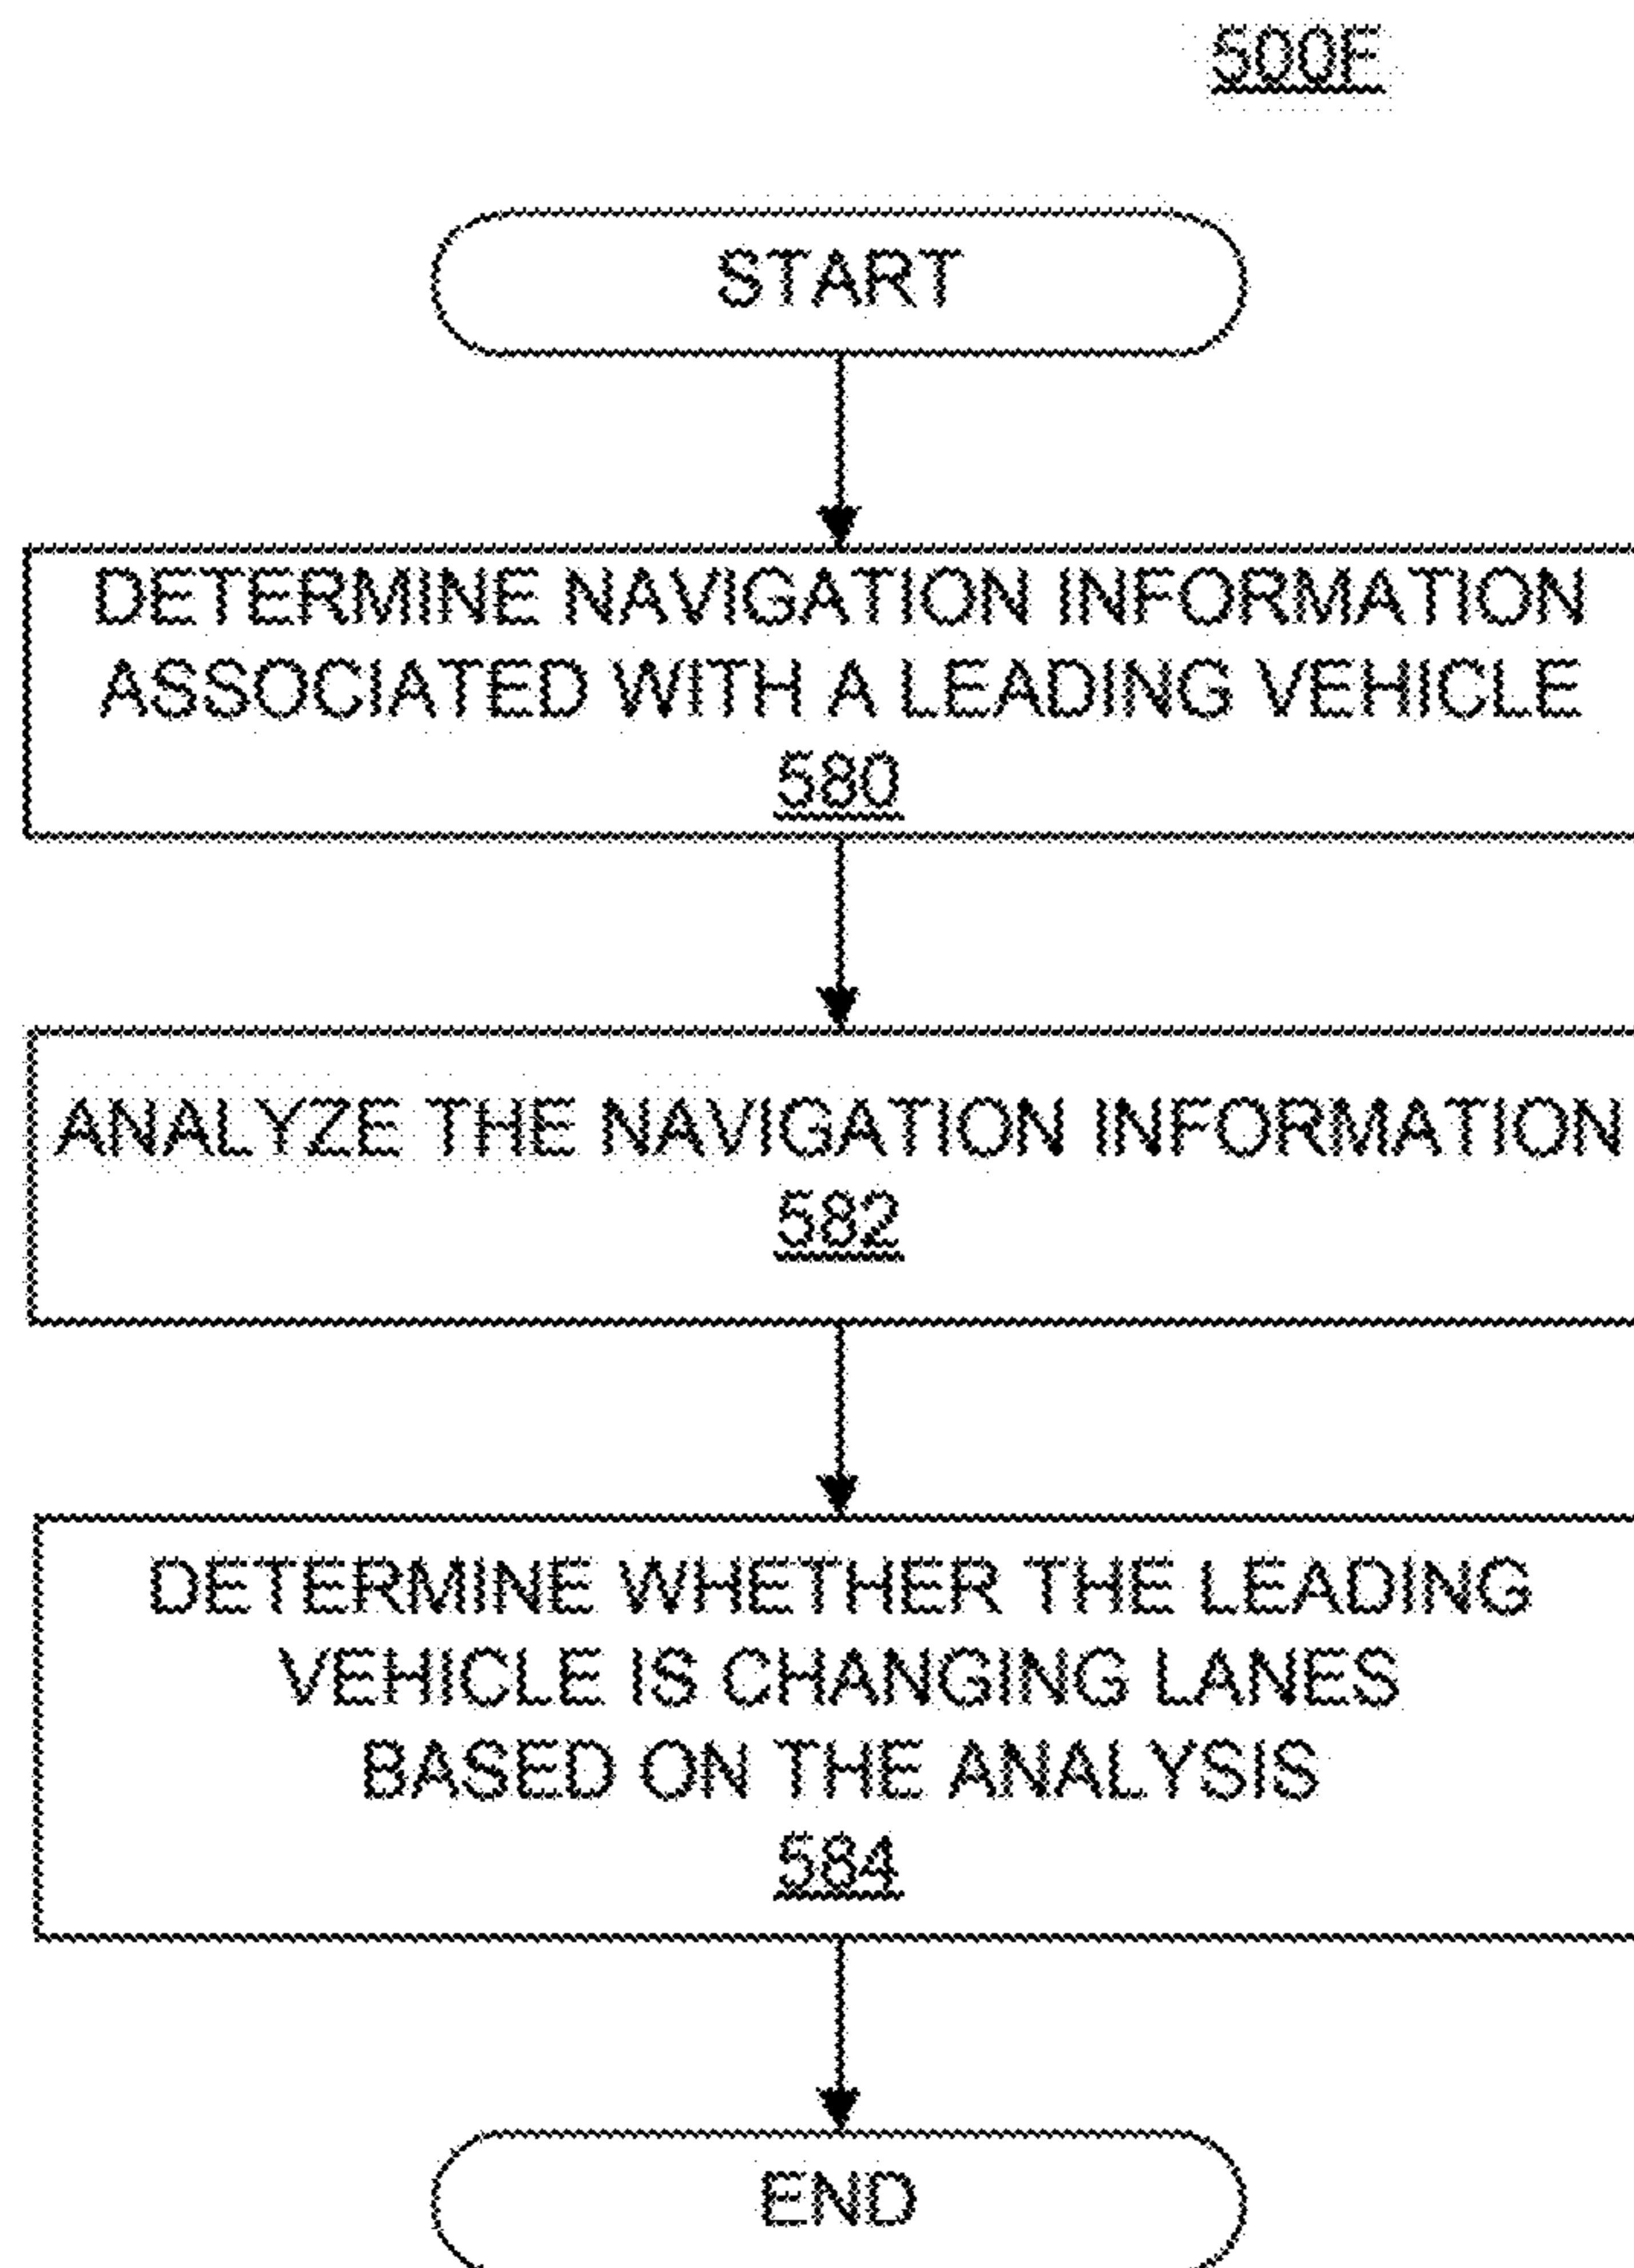 500F
START
DETERMINE NAVIGATION INFORMATION
ASSOCIATED WITH A LEADING VEHICLE
580
ANALYZE THE NAVIGATION INFORMATION
582
DETERMINE WHETHER THE LEADING
VEHICLE IS CHANGING LANES
BASED ON THE ANALYSIS
584
END